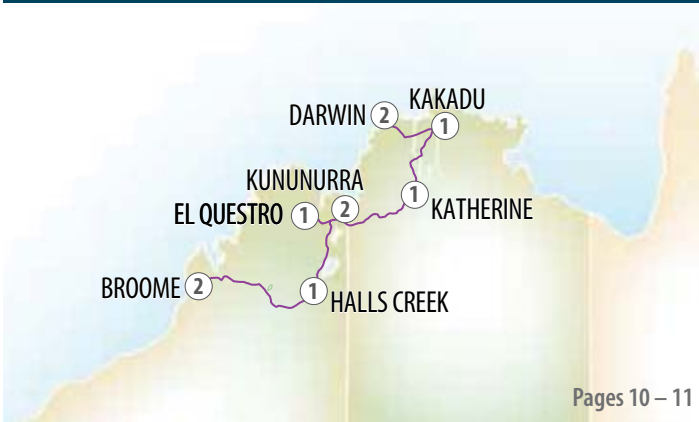 KAKADU
DARWIN 2
1
KUNUNURRA
1
KATHERINE
EL QUESTRO 1
2
BROOME 2
1
HALLS CREEK
Pages 10 – 11